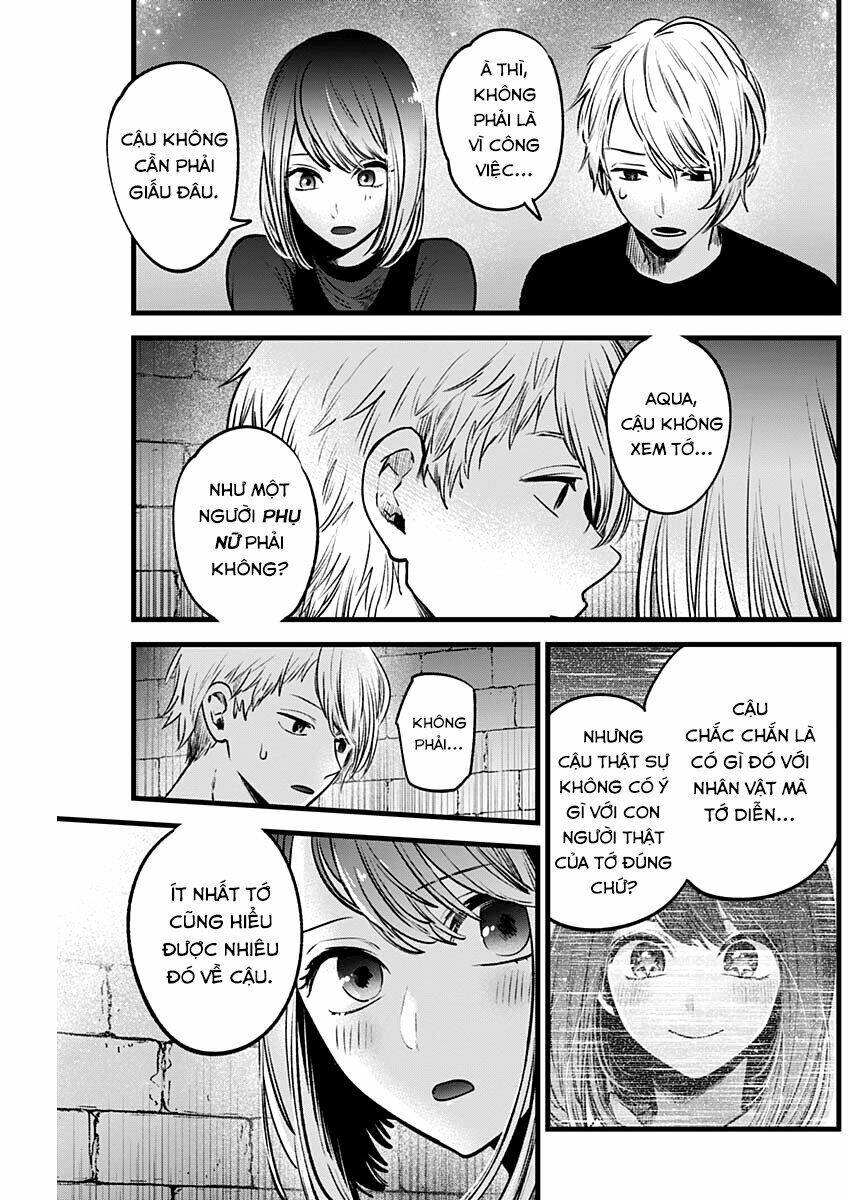 À THÌ,
KHÔNG
PHẢI LÀ
VÌ CÔNG
VIỆC...
CẬU KHÔNG
CẦN PHẢI
GIẤU ĐÂU.
AQUA,
CẬU KHÔNG
XEM TỚ...
NHƯ MỘT
NGƯỜI PHỤ
NỮ PHẢI
KHÔNG?
CẬU
CHẮC CHẮN LÀ
CÓ GÌ ĐÓ VỚI
NHÂN VẬT MÀ
TỚ DIỄN...
NHƯNG
CẬU THẬT SỰ
KHÔNG CÓ Ý
GÌ VỚI CON
NGƯỜI THẬT
CỦA TỚ ĐÚNG
CHỨ?
KHÔNG
PHẢI...
ÍT NHẤT TỚ
CŨNG HIỂU
ĐƯỢC NHIÊU
ĐÓ VỀ CẬU.